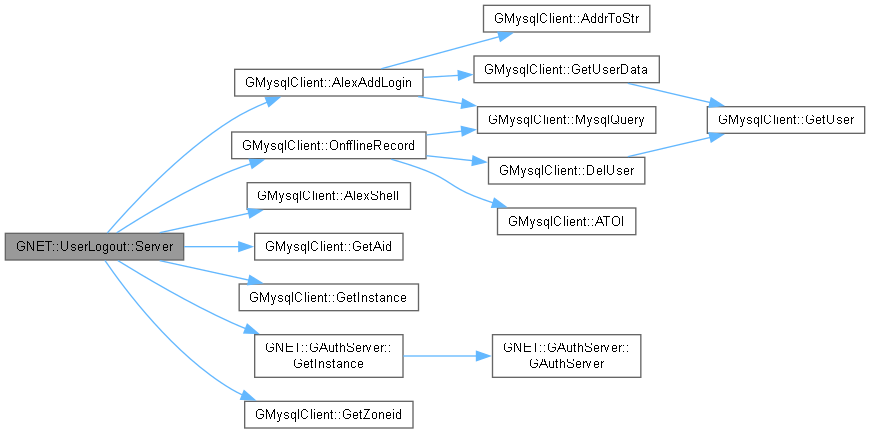 GMysqlClient::AddrToStr
GMysqlClient::GetUserData
GMysqlClient::AlexAddLogin
GMysqlClient::MysqlQuery
GMysqlClient::GetUser
GMysqlClient::OnfflineRecord
GMysqlClient::DelUser
GMysqlClient::AlexShell
GMysqlClient::ATOI
GNET::UserLogout::Server
GMysqlClient::GetAid
GMysqlClient::GetInstance
GNET::GAuthServer::
GetInstance
GNET::GAuthServer::
GAuthServer
GMysqlClient::GetZoneid